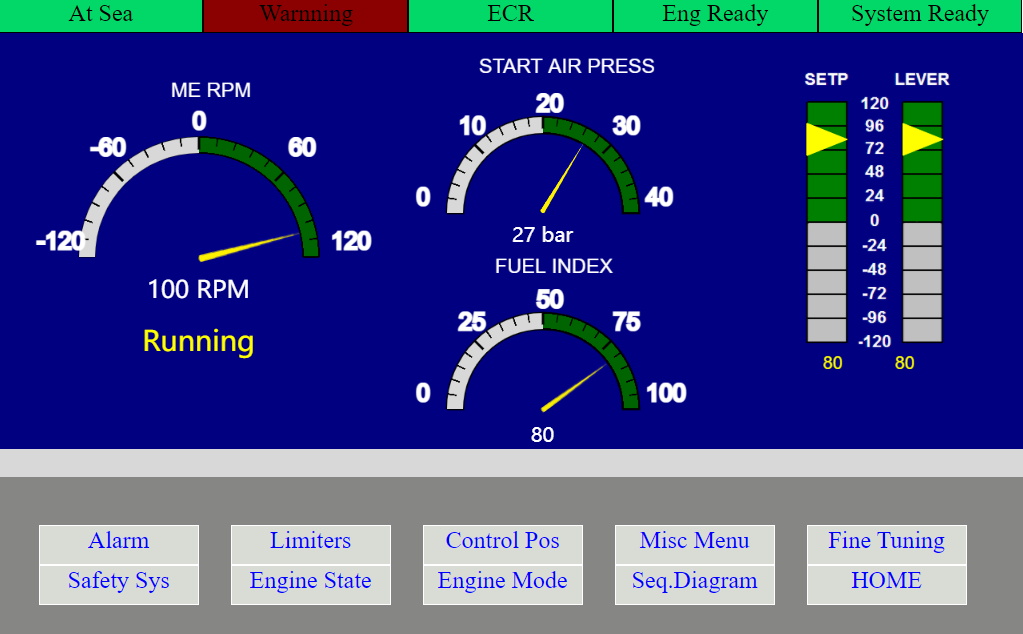 At Sea
Warnning
ECR
Eng Ready
System Ready
ME RPM
0
-60
60
-120
120
100 RPM
Running
START AIR PRESS
20
10
30
0
40
27 bar
FUEL INDEX
50
25
75
0
100
80
SETP
LEVER
120
96
72
48
24
0
-24
-48
-72
-96
-120
80
80
Alarm
Limiters
Control Pos
Misc Menu
Fine Tuning
Safety Sys
Engine State
Engine Mode
Seq.Diagram
HOME